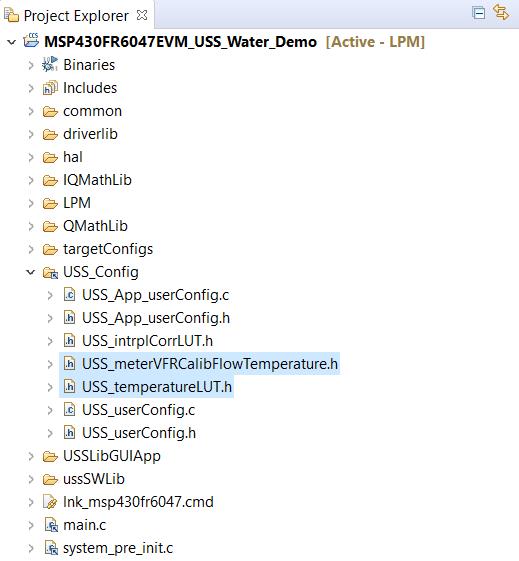 Project Explorer
MSP430FR6047EVM_USS_Water_Demo [Active - LPM]
Binaries
Includes
common
driverlib
hal
IQMathLib
LPM
QMathLib
targetConfigs
USS_Config
USS_App_userConfig.c
USS_App_userConfig.h
USS_intrplCorrLUT.h
USS_meterVFRCalibFlowTemperature.h
USS_temperatureLUT.h
USS_userConfig.c
USS_userConfig.h
USSLibGUIApp
ussSWLib
lnk_msp430fr6047.cmd
main.c
system_pre_init.c